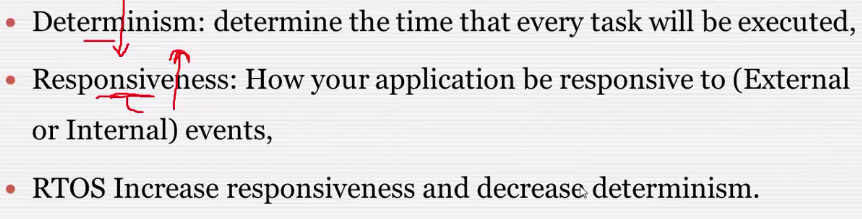 • Determinism: determine the time that every task will be executed,
• Responsiveness: How your application be responsive to (External
or Internal) events,
• RTOS Increase responsiveness and decrease determinism.